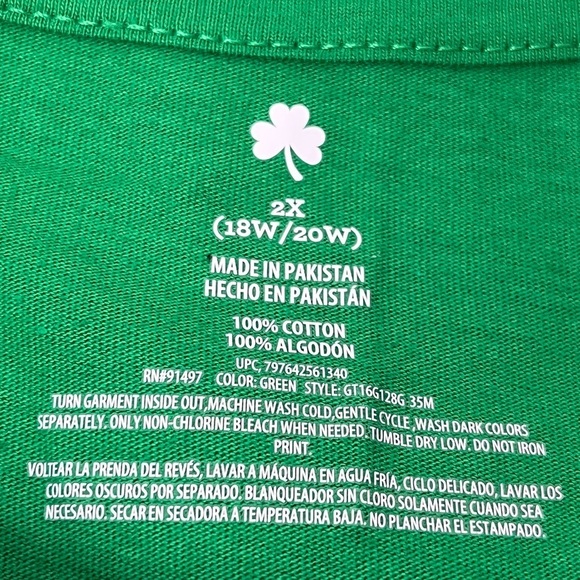 2X
(18W/20W)
MADE IN PAKISTAN
HECHO EN PAKISTÁN
100% COTTON
100% ALGODÓN
UPC, 797642561340
RN#91497 COLOR: GREEN STYLE: GT16G128G 35M
TURN GARMENT INSIDE OUT,MACHINE WASH COLD,GENTLE CYCLE ,WASH DARK COLORS
SEPARATELY. ONLY NON-CHLORINE BLEACH WHEN NEEDED. TUMBLE DRY LOW. DO NOT IRON
PRINT.
VOLTEAR LA PRENDA DEL REVÉS, LAVAR A MÁQUINA EN AGUA FRÍA, CICLO DELICADO, LAVAR LOS
COLORES OSCUROS POR SEPARADO. BLANQUEADOR SIN CLORO SOLAMENTE CUANDO SEA
NECESARIO. SECAR EN SECADORA A TEMPERATURA BAJA. NO PLANCHAR EL ESTAMPADO.